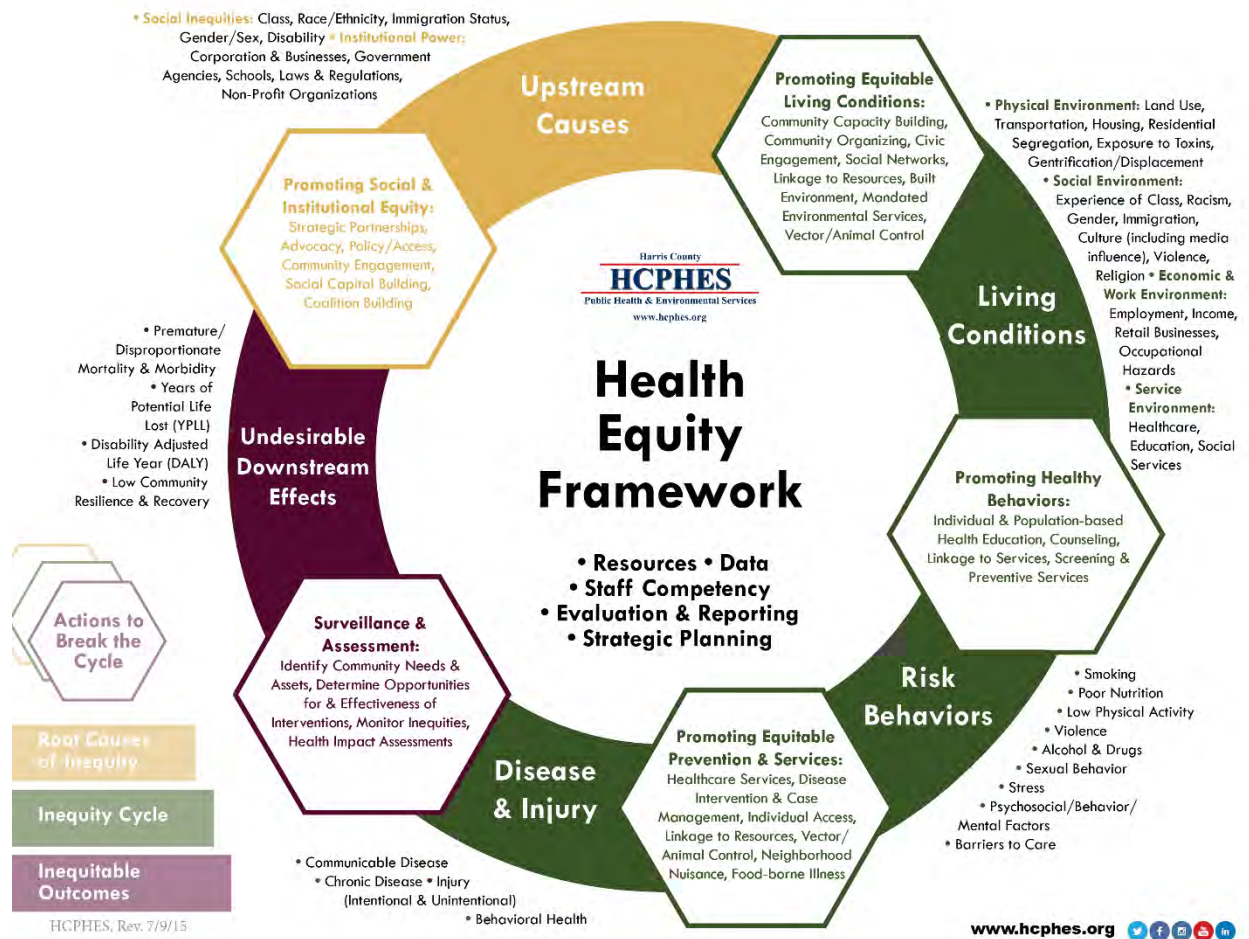 • Social Inequities: Class, Race/Ethnicity, Immigration Status,
Gender/Sex, Disability • Institutional Power:
Corporation & Businesses, Government
Agencies, Schools, Laws & Regulations,
Non-Profit Organizations
Upstream
Causes
Promoting Equitable
Living Conditions:
Community Capacity Building,
Community Organizing, Civic
Engagement, Social Networks,
Linkage to Resources, Built
Environment, Mandated
Environmental Services,
Vector/Animal Control
• Physical Environment: Land Use,
Transportation, Housing, Residential
Segregation, Exposure to Toxins,
Gentrification/Displacement
• Social Environment:
Experience of Class, Racism,
Gender, Immigration,
Culture (including media
influence), Violence,
Religion • Economic &
Work Environment:
Employment, Income,
Retail Businesses,
Occupational
Hazards
• Service
Environment:
Healthcare,
Education, Social
Services
Promoting Social &
Institutional Equity:
Strategic Partnerships,
Advocacy, Policy/Access,
Community Engagement,
Social Capital Building,
Coalition Building
Harris County
HCPHES
Public Health & Environmental Services
www.hcphes.org
Living
Conditions
Health
Equity
Framework
• Resources • Data
• Staff Competency
• Evaluation & Reporting
• Strategic Planning
• Premature/
Disproportionate
Mortality & Morbidity
• Years of
Potential Life
Lost (YPLL)
• Disability Adjusted
Life Year (DALY)
• Low Community
Resilience & Recovery
Undesirable
Downstream
Effects
Promoting Healthy
Behaviors:
Individual & Population-based
Health Education, Counseling,
Linkage to Services, Screening &
Preventive Services
Risk
Behaviors
• Smoking
• Poor Nutrition
• Low Physical Activity
• Violence
• Alcohol & Drugs
• Sexual Behavior
• Stress
• Psychosocial/Behavior/
Mental Factors
• Barriers to Care
Surveillance &
Assessment:
Identify Community Needs &
Assets, Determine Opportunities
for & Effectiveness of
Interventions, Monitor Inequities,
Health Impact Assessments
Disease
& Injury
Promoting Equitable
Prevention & Services:
Healthcare Services, Disease
Intervention & Case
Management, Individual Access,
Linkage to Resources, Vector/
Animal Control, Neighborhood
Nuisance, Food-borne Illness
• Communicable Disease
• Chronic Disease • Injury
(Intentional & Unintentional)
• Behavioral Health
Actions to
Break the
Cycle
Root Causes
of Inequity
Inequity Cycle
Inequitable
Outcomes
HCPHES, Rev. 7/9/15
www.hcphes.org